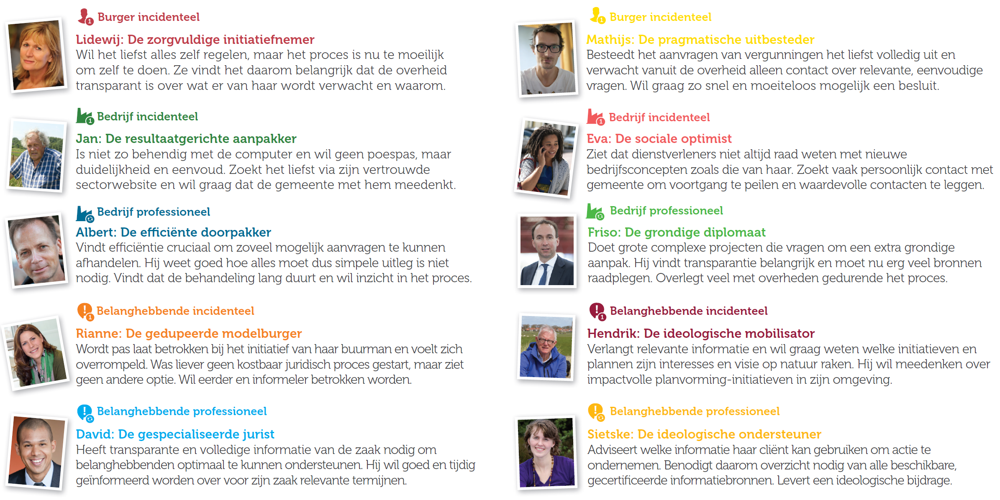 1 Burger incidenteel
Lidewij: De zorgvuldige initiatiefnemer
Wil het liefst alles zelf regelen, maar het proces is nu te moeilijk
om zelf te doen. Ze vindt het daarom belangrijk dat de overheid
transparant is over wat er van haar wordt verwacht en waarom.
1 Burger incidenteel
Mathijs: De pragmatische uitbesteder
Besteedt het aanvragen van vergunningen het liefst volledig uit en
verwacht vanuit de overheid alleen contact over relevante, eenvoudige
vragen. Wil graag zo snel en moeiteloos mogelijk een besluit.
1 Bedrijf incidenteel
Jan: De resultaatgerichte aanpakker
Is niet zo behendig met de computer en wil geen poespas, maar
duidelijkheid en eenvoud. Zoekt het liefst via zijn vertrouwde
sectorwebsite en wil graag dat de gemeente met hem meedenkt.
1 Bedrijf incidenteel
Eva: De sociale optimist
Ziet dat dienstverleners niet altijd raad weten met nieuwe
bedrijfsconcepten zoals die van haar. Zoekt vaak persoonlijk contact met
gemeente om voortgang te peilen en waardevolle contacten te leggen.
Bedrijf professioneel
Albert: De efficiënte doorpakker
Vindt efficiëntie cruciaal om zoveel mogelijk aanvragen te kunnen
afhandelen. Hij weet goed hoe alles moet dus simpele uitleg is niet
nodig. Vindt dat de behandeling lang duurt en wil inzicht in het proces.
Bedrijf professioneel
Friso: De grondige diplomaat
Doet grote complexe projecten die vragen om een extra grondige
aanpak. Hij vindt transparantie belangrijk en moet nu erg veel bronnen
raadplegen. Overlegt veel met overheden gedurende het proces.
! 1 Belanghebbende incidenteel
Rianne: De gedupeerde modelburger
Wordt pas laat betrokken bij het initiatief van haar buurman en voelt zich
overrompeld. Was liever geen kostbaar juridisch proces gestart, maar ziet
geen andere optie. Wil eerder en informeler betrokken worden.
! 1 Belanghebbende incidenteel
Hendrik: De ideologische mobilisator
Verlangt relevante informatie en wil graag weten welke initiatieven en
plannen zijn interesses en visie op natuur raken. Hij wil meedenken over
impactvolle planvorming-initiatieven in zijn omgeving.
! Belanghebbende professioneel
David: De gespecialiseerde jurist
Heeft transparante en volledige informatie van de zaak nodig om
belanghebbenden optimaal te kunnen ondersteunen. Hij wil goed en tijdig
geïnformeerd worden over voor zijn zaak relevante termijnen.
! Belanghebbende professioneel
Sietske: De ideologische ondersteuner
Adviseert welke informatie haar cliënt kan gebruiken om actie te
ondernemen. Benodigt daarom overzicht nodig van alle beschikbare,
gecertificeerde informatiebronnen. Levert een ideologische bijdrage.